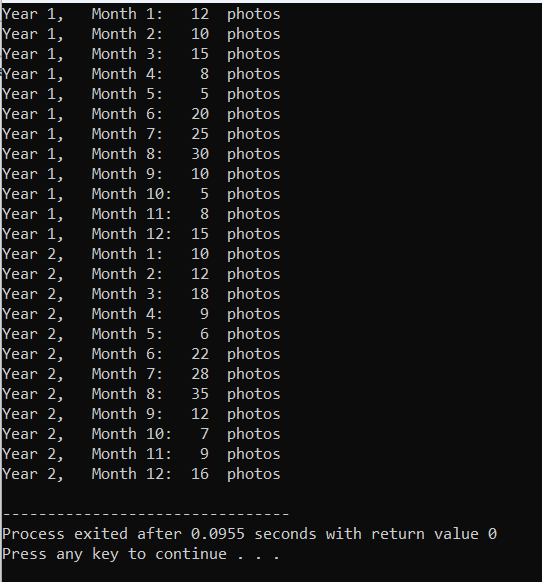 Year 1,   Month 1:   12  photos
Year 1,   Month 2:   10  photos
Year 1,   Month 3:   15  photos
Year 1,   Month 4:    8  photos
Year 1,   Month 5:    5  photos
Year 1,   Month 6:   20  photos
Year 1,   Month 7:   25  photos
Year 1,   Month 8:   30  photos
Year 1,   Month 9:   10  photos
Year 1,   Month 10:   5  photos
Year 1,   Month 11:   8  photos
Year 1,   Month 12:  15  photos
Year 2,   Month 1:   10  photos
Year 2,   Month 2:   12  photos
Year 2,   Month 3:   18  photos
Year 2,   Month 4:    9  photos
Year 2,   Month 5:    6  photos
Year 2,   Month 6:   22  photos
Year 2,   Month 7:   28  photos
Year 2,   Month 8:   35  photos
Year 2,   Month 9:   12  photos
Year 2,   Month 10:   7  photos
Year 2,   Month 11:   9  photos
Year 2,   Month 12:  16  photos
--------------------------------
Process exited after 0.0955 seconds with return value 0
Press any key to continue . . .